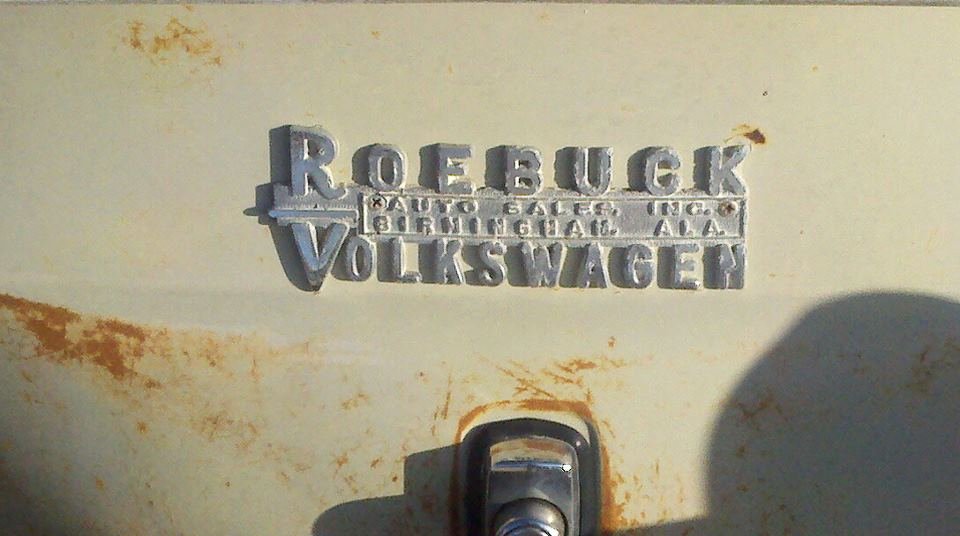 ROEBUCK
AUTO SALES, INC.
BIRMINGHAM, ALA.
VOLKSWAGEN